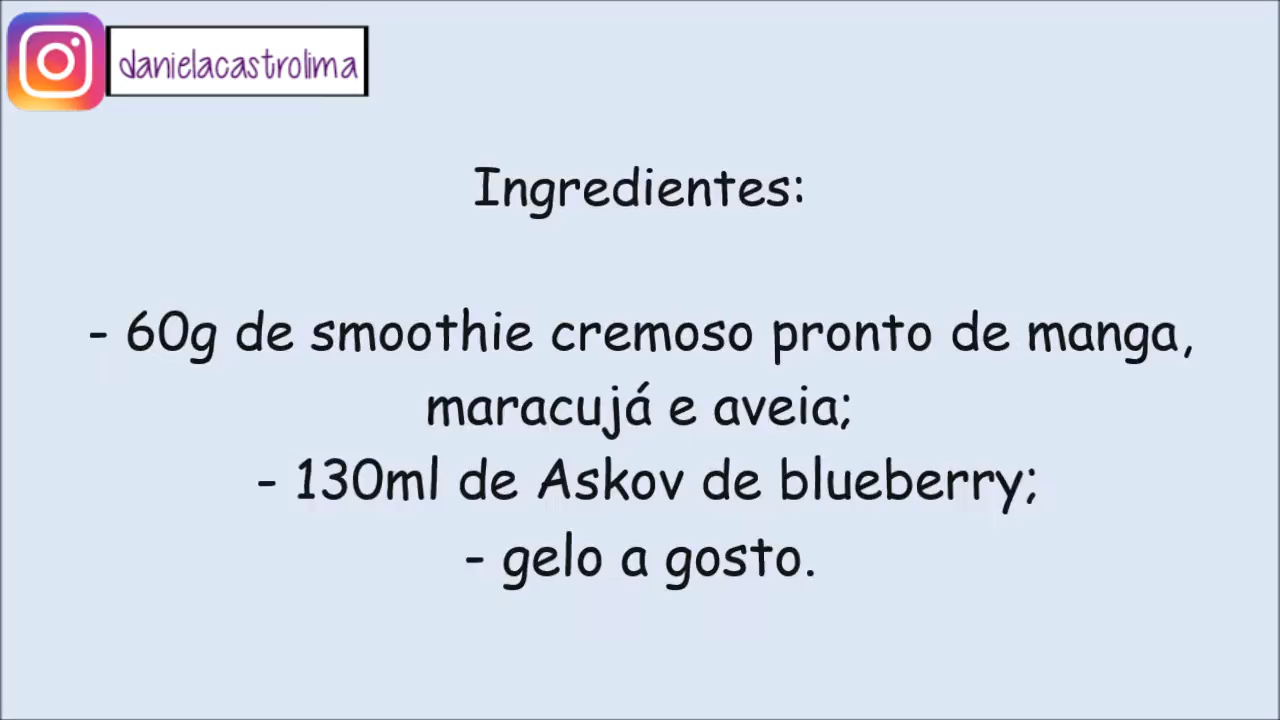 danielacastrolima
Ingredientes:
- 60g de smoothie cremoso pronto de manga,
maracujá e aveia;
- 130ml de Askov de blueberry;
- gelo a gosto.